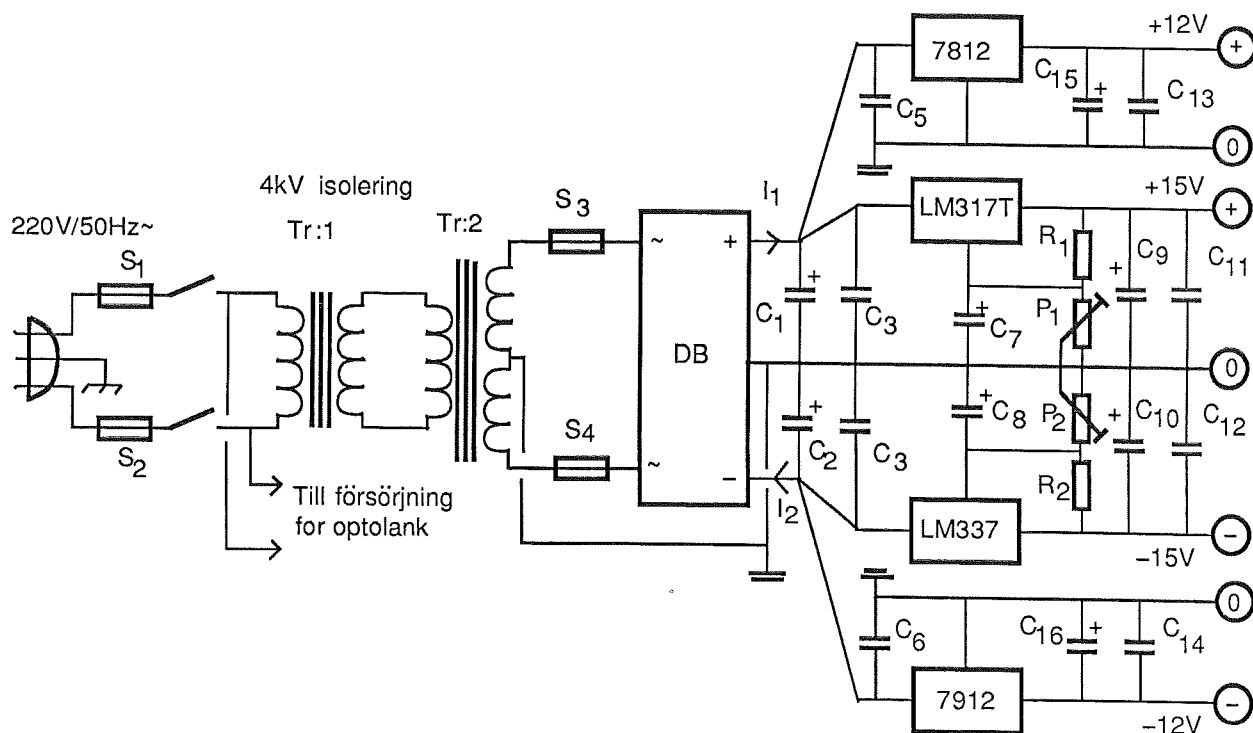 +12V
7812
+
C15
+
C13
C5
0
4kV isolering
Tr:1
Tr:2
220V/50Hz~
S1
S2
S3
S4
~
~
+
−
DB
I1
I2
Till försörjning
for optolank
+
C1
C3
+
C2
C3
LM317T
+15V
+
R1
C9
+
C11
P1
+
C7
0
+
C8
P2
+
C10
C12
R2
LM337
−15V
−
0
C6
C16
+
C14
7912
−12V
−